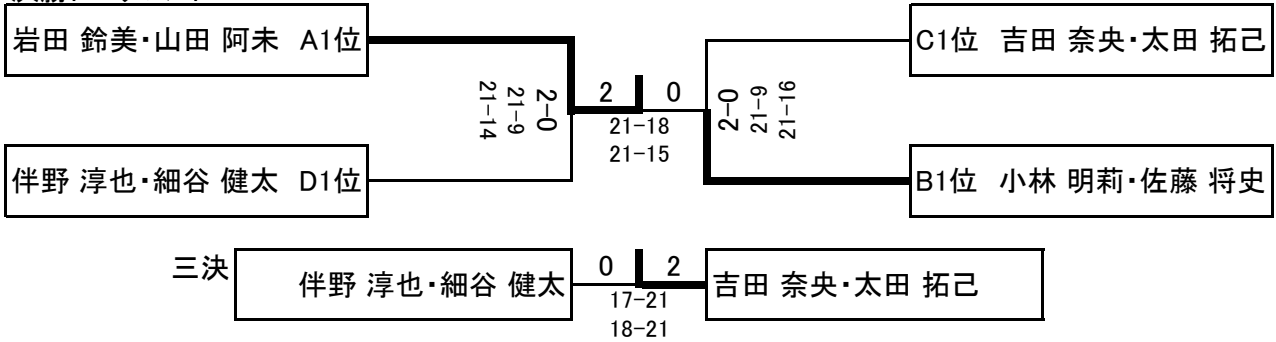 岩田 鈴美・山田 阿未 A1位
C1位 吉田 奈央・太田 拓己
2-0
21-9
21-14
2 0
21-18
21-15
2-0
21-9
21-16
伴野 淳也・細谷 健太 D1位
B1位 小林 明莉・佐藤 将史
三決
伴野 淳也・細谷 健太
0 2
吉田 奈央・太田 拓己
17-21
18-21